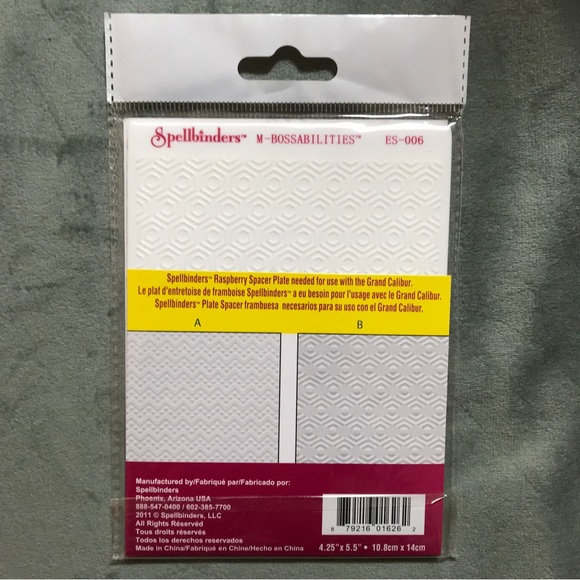 Spellbinders™ M-BOSSABILITIES™ ES-006
Spellbinders™ Raspberry Spacer Plate needed for use with the Grand Calibur.
Le plat d'entretoise de framboise Spellbinders™ a eu besoin pour l'usage avec le Grand Calibur.
Spellbinders™ Plate Spacer frambuesa necesarios para su uso con el Grand Calibur.
A B
Manufactured by/Fabriqué par/Fabricado por:
Spellbinders
Phoenix, Arizona USA
888-547-0400 / 602-385-7700
2011 © Spellbinders, LLC
All Rights Résérvéd
Tous droits réservés
Todos los derechos reservados
Made in China/Fabriqué en Chine/Hecho en China
8 79216 01626 2
4.25" x 5.5" • 10.8cm x 14cm